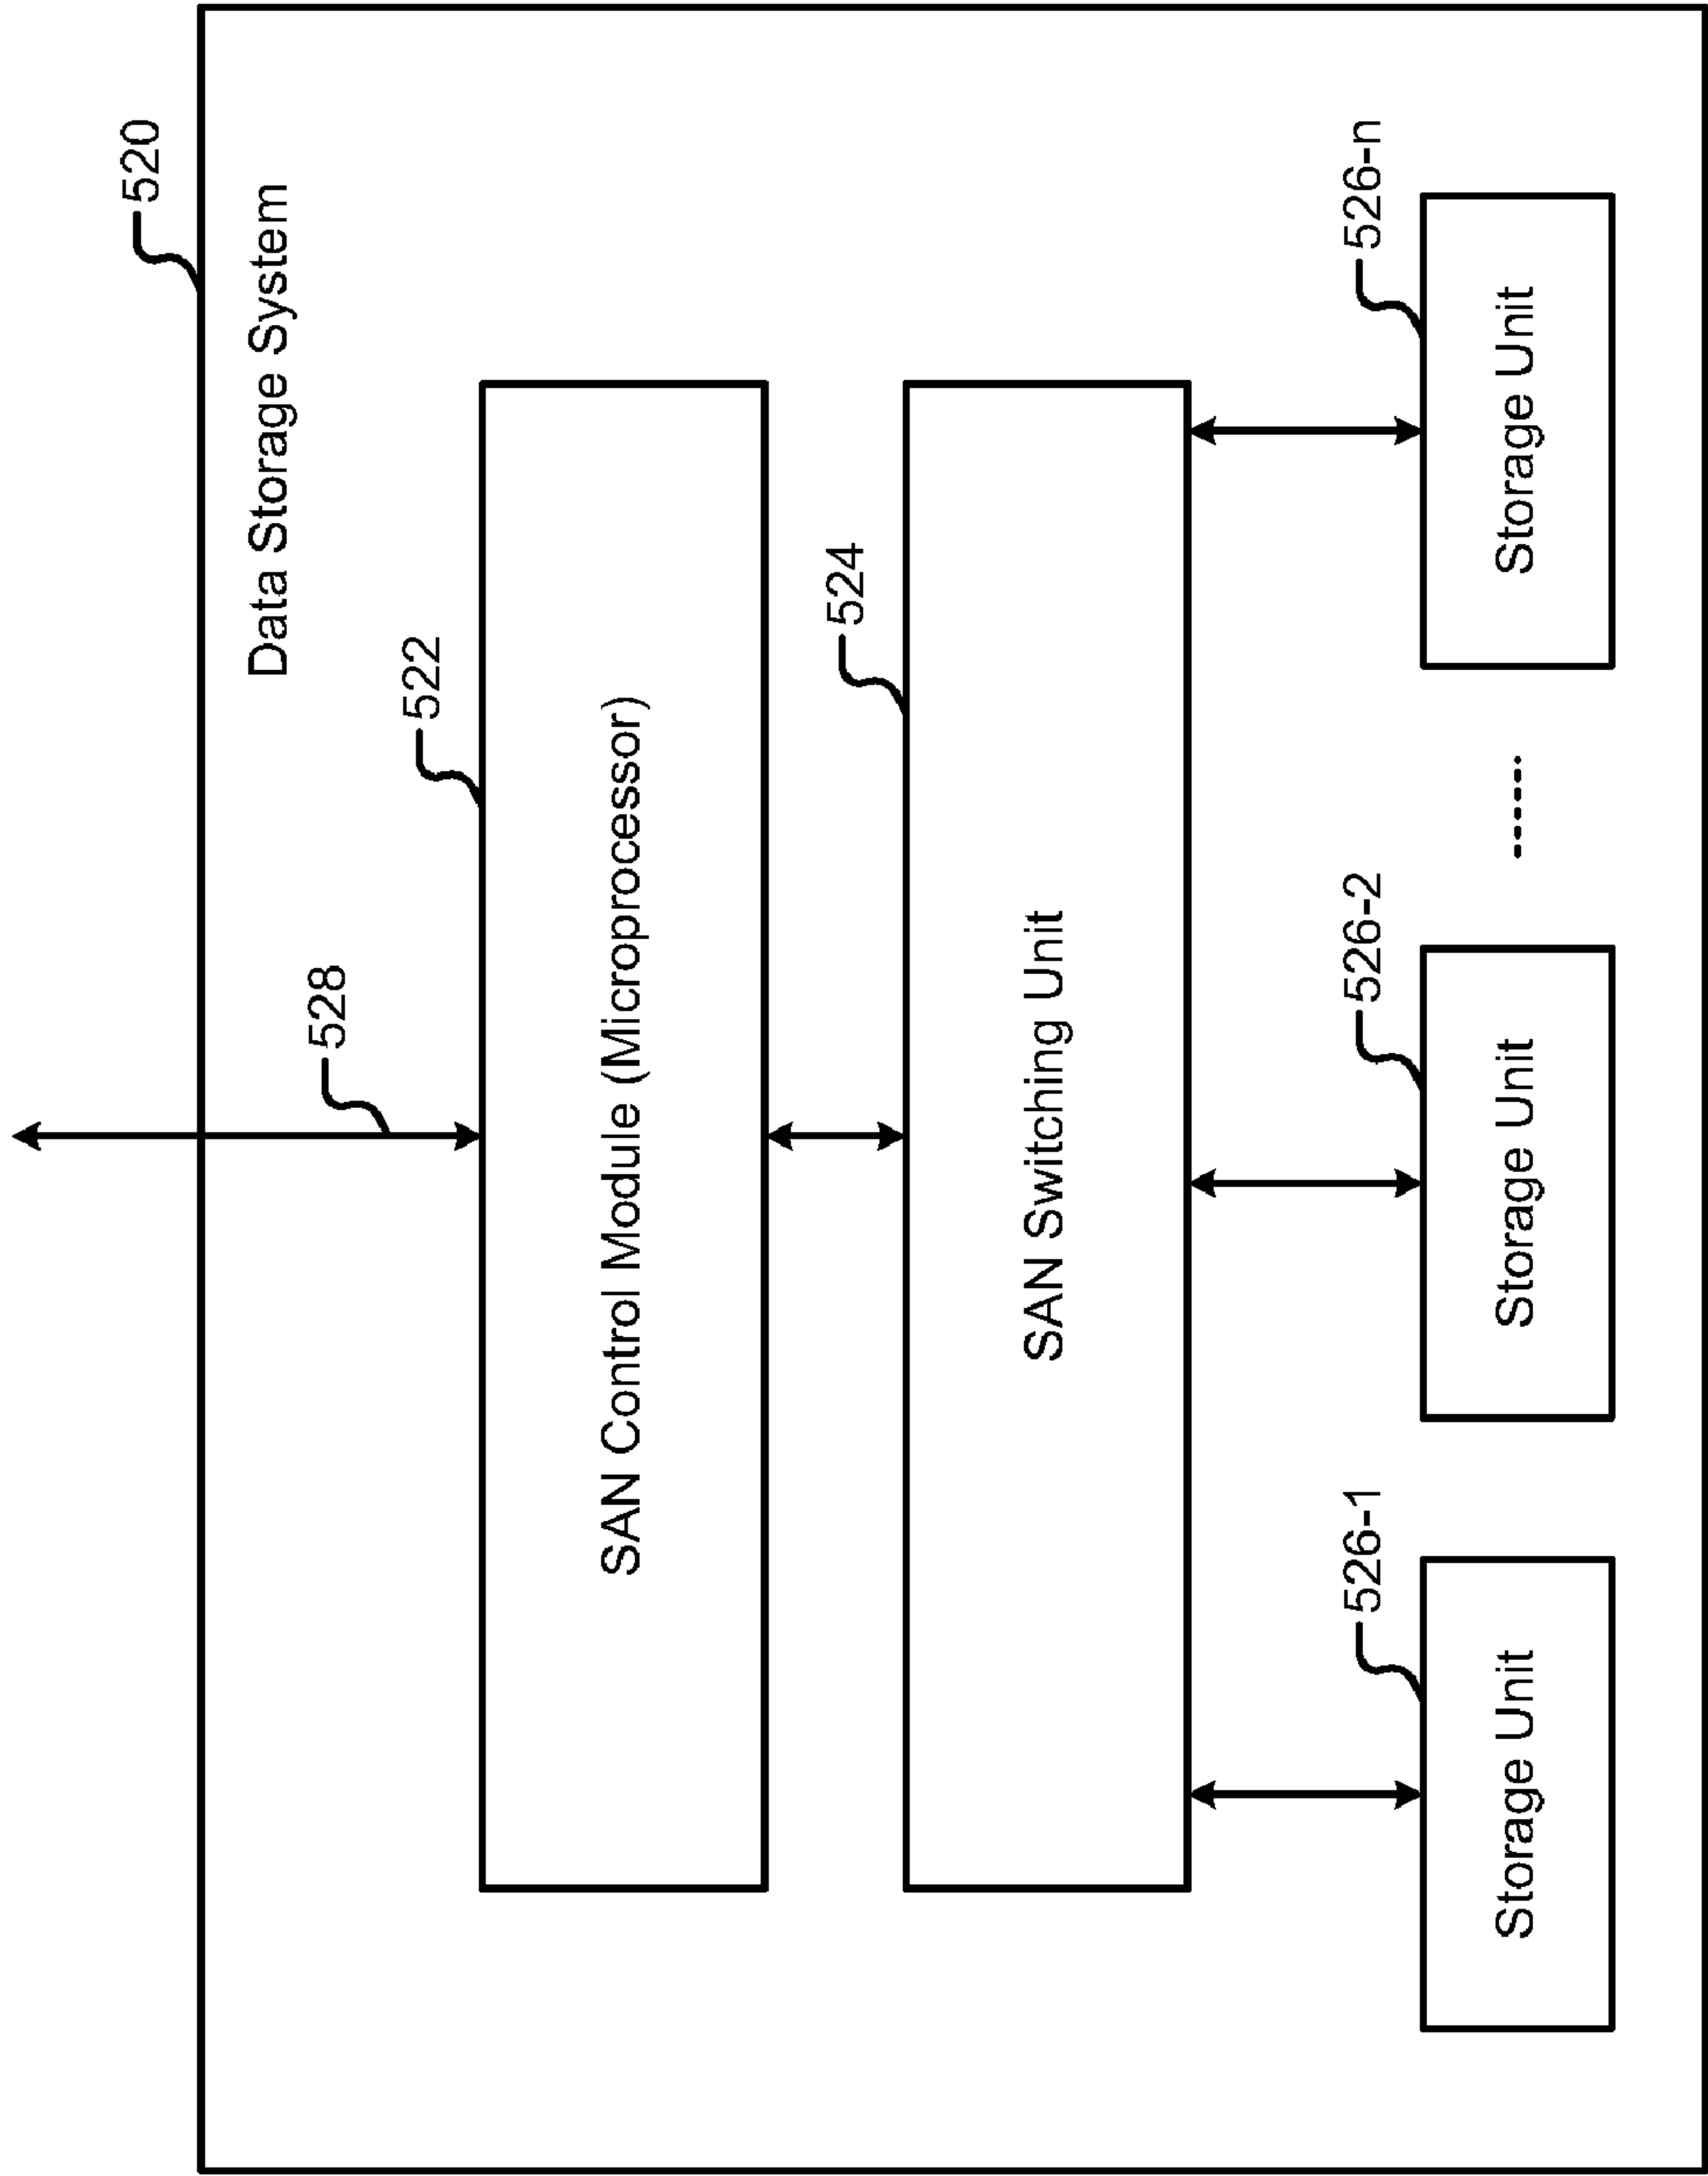 520
Data Storage System
528
522
SAN Control Module (Microprocessor)
524
SAN Switching Unit
526-1
526-2
526-n
Storage Unit
Storage Unit
......
Storage Unit